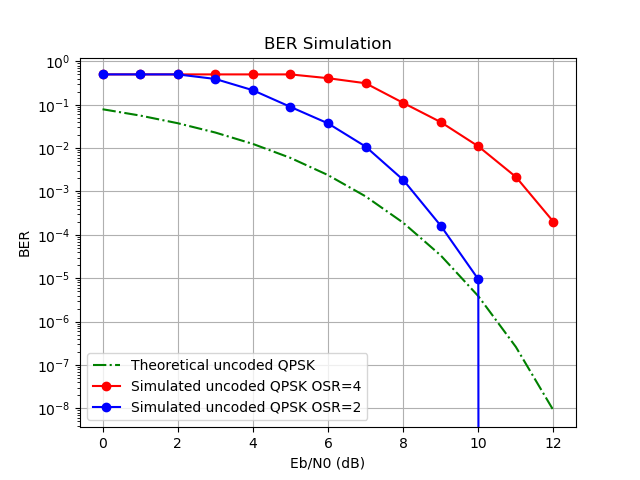 BER Simulation
10⁰
10⁻¹
10⁻²
10⁻³
10⁻⁴
10⁻⁵
10⁻⁶
10⁻⁷
10⁻⁸
BER
Theoretical uncoded QPSK
Simulated uncoded QPSK OSR=4
Simulated uncoded QPSK OSR=2
0 2 4 6 8 10 12
Eb/N0 (dB)